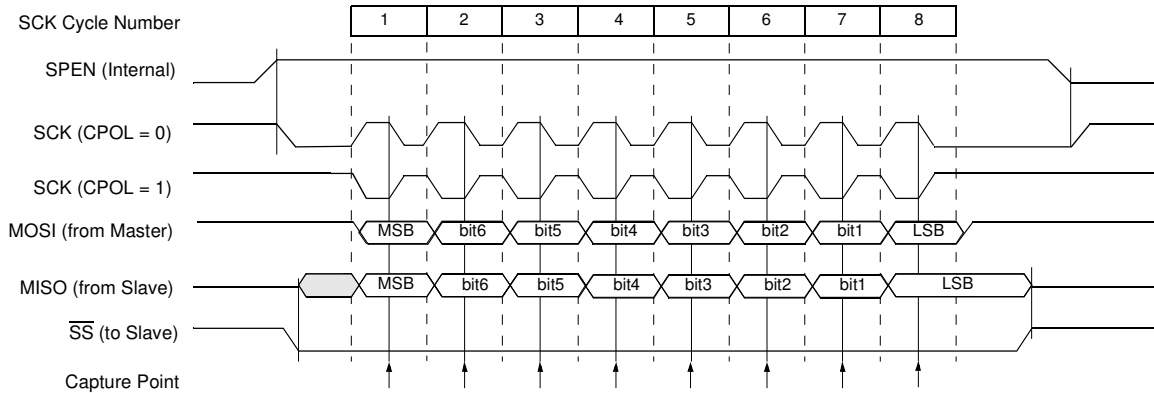 SCK Cycle Number 1 2 3 4 5 6 7 8
SPEN (Internal)
SCK (CPOL = 0)
SCK (CPOL = 1)
MOSI (from Master) MSB bit6 bit5 bit4 bit3 bit2 bit1 LSB
MISO (from Slave) MSB bit6 bit5 bit4 bit3 bit2 bit1 LSB
S̅S̅ (to Slave)
Capture Point